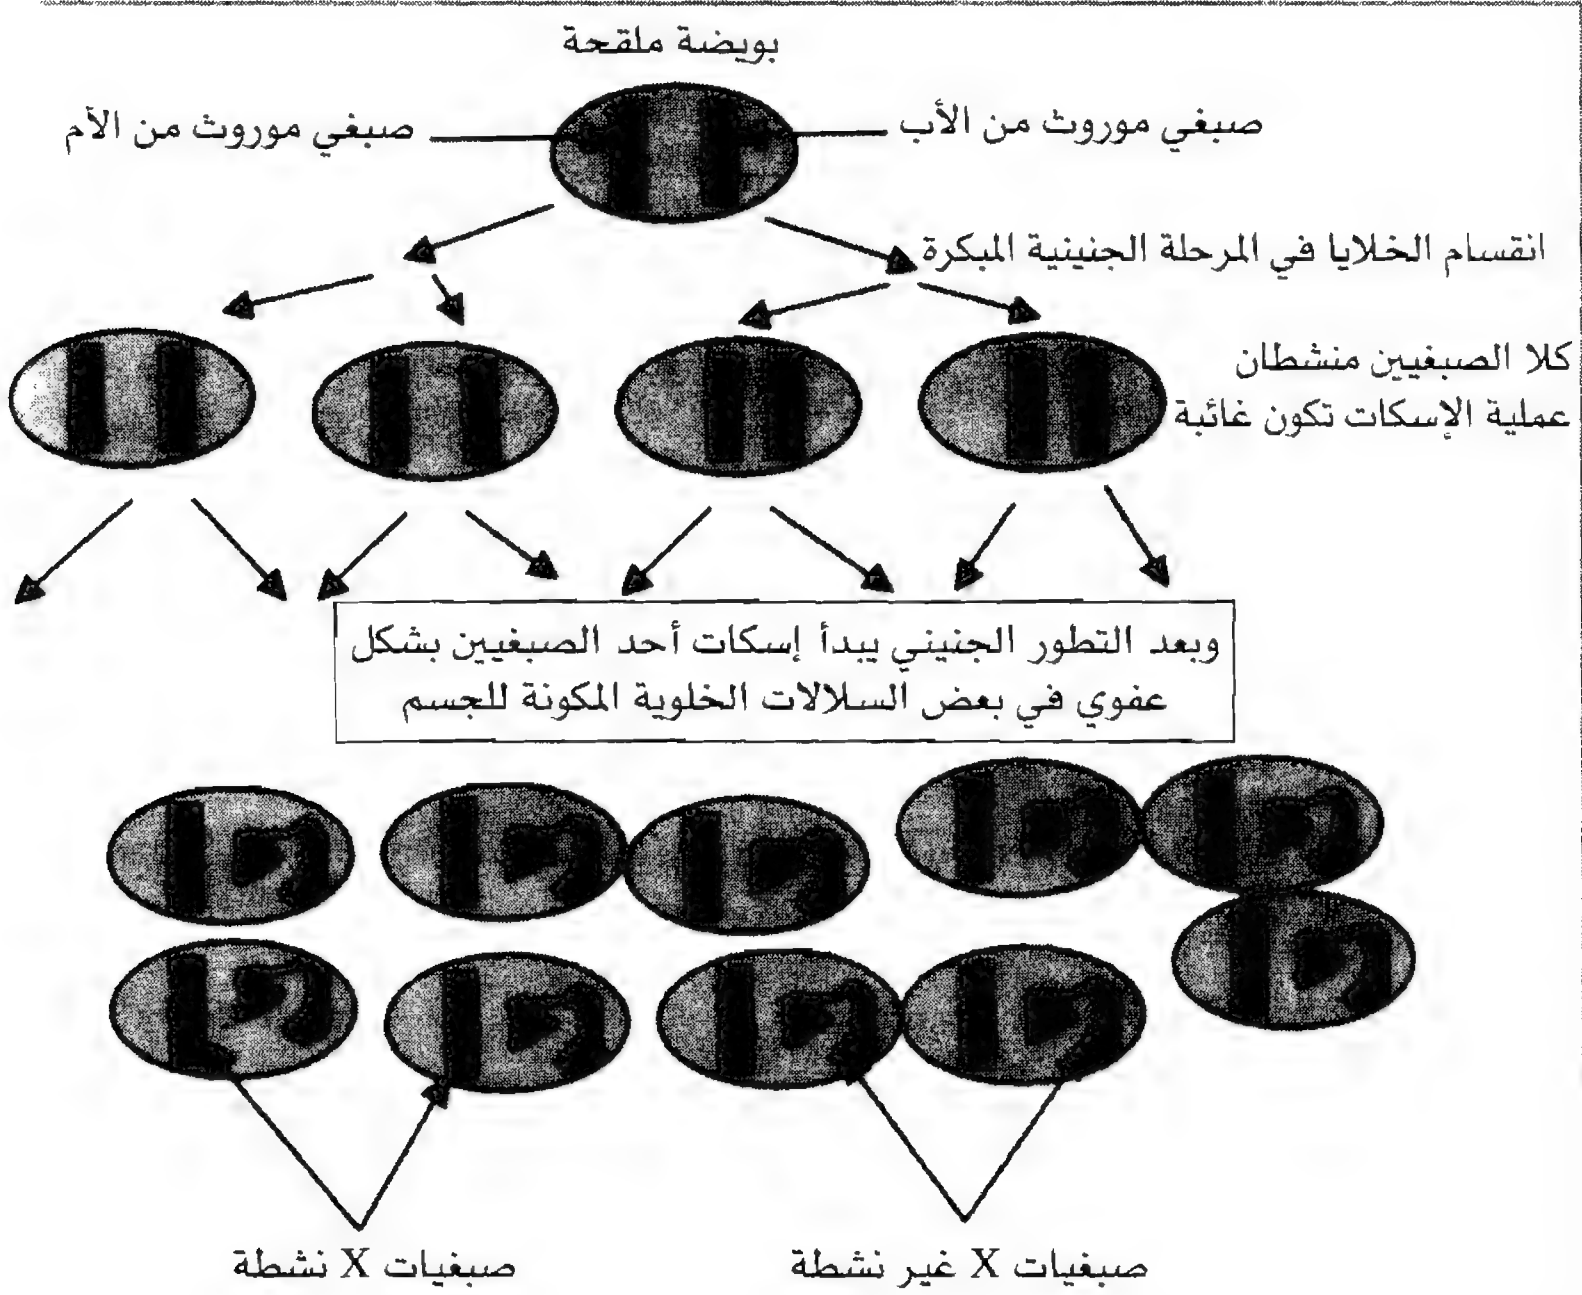 بويضة ملقحة
صبغي موروث من الأب
صبغي موروث من الأم
انقسام الخلايا في المرحلة الجنينية المبكرة
كلا الصبغيين منشطان
عملية الإسكات تكون غائبة
وبعد التطور الجنيني يبدأ إسكات أحد الصبغيين بشكل
عفوي في بعض السلالات الخلوية المكونة للجسم
صبغيات X غير نشطة
صبغيات X نشطة